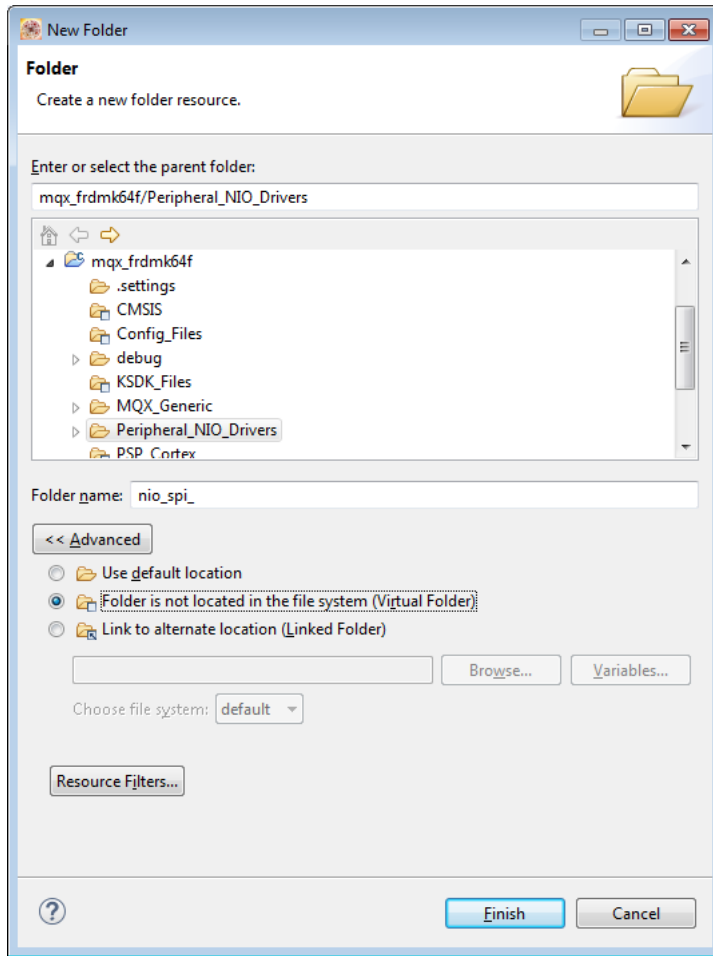 New Folder
Folder
Create a new folder resource.
Enter or select the parent folder:
mqx_frdmk64f/Peripheral_NIO_Drivers
mqx_frdmk64f
.settings
CMSIS
Config_Files
debug
KSDK_Files
MQX_Generic
Peripheral_NIO_Drivers
PSP_Cortex
Folder name: nio_spi_
<< Advanced
Use default location
Folder is not located in the file system (Virtual Folder)
Link to alternate location (Linked Folder)
Browse... Variables...
Choose file system: default
Resource Filters...
? Finish Cancel